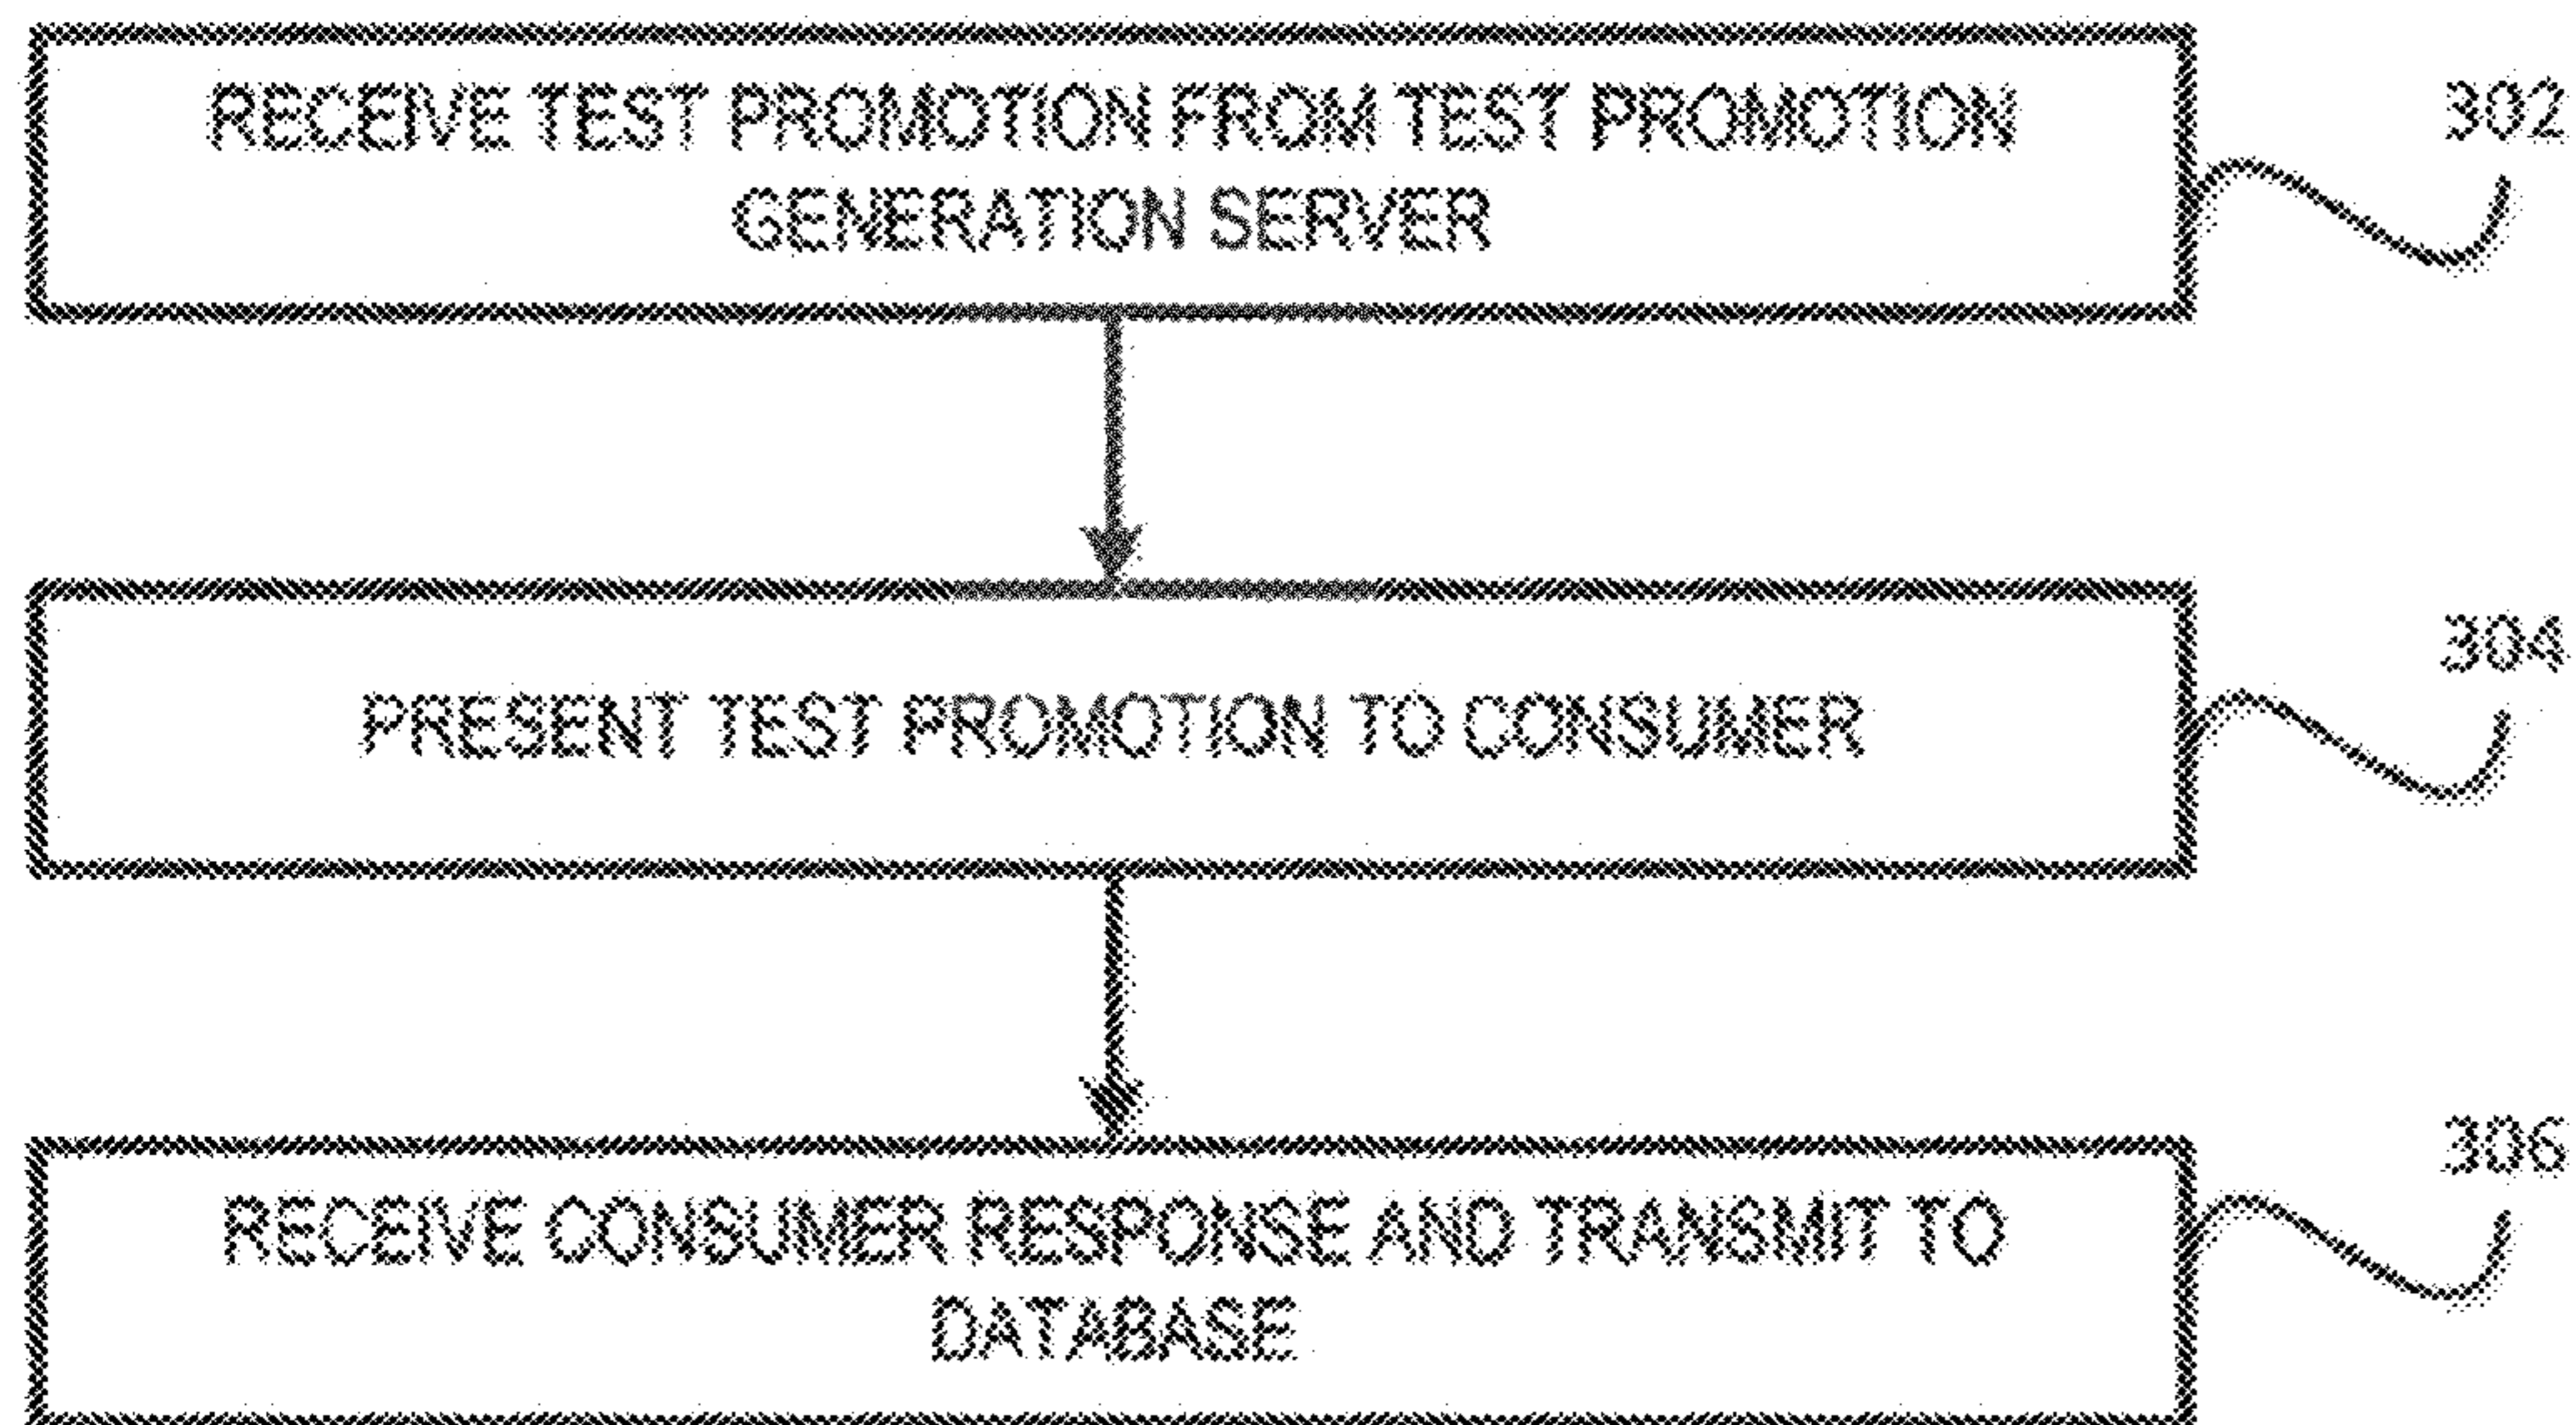 RECEIVE TEST PROMOTION FROM TEST PROMOTION
GENERATION SERVER
302
PRESENT TEST PROMOTION TO CONSUMER
304
RECEIVE CONSUMER RESPONSE AND TRANSMIT TO
DATABASE
306